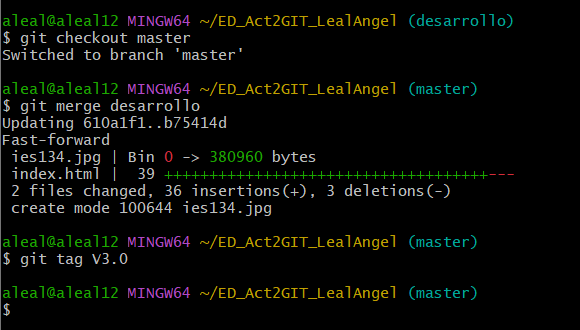 aleal@aleal12 MINGW64 ~/ED_Act2GIT_LealAngel (desarrollo)
$ git checkout master
Switched to branch 'master'
aleal@aleal12 MINGW64 ~/ED_Act2GIT_LealAngel (master)
$ git merge desarrollo
Updating 610a1f1..b75414d
Fast-forward
 ies134.jpg | Bin 0 -> 380960 bytes
 index.html |  39 ++++++++++++++++++++++++++++++++++++---
 2 files changed, 36 insertions(+), 3 deletions(-)
 create mode 100644 ies134.jpg
aleal@aleal12 MINGW64 ~/ED_Act2GIT_LealAngel (master)
$ git tag V3.0
aleal@aleal12 MINGW64 ~/ED_Act2GIT_LealAngel (master)
$